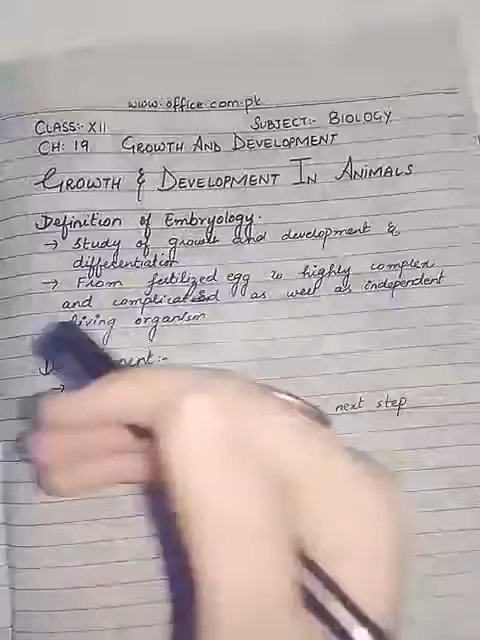 www.office.com.pk
CLASS:- XII SUBJECT:- BIOLOGY
CH: 19 GROWTH AND DEVELOPMENT
GROWTH & DEVELOPMENT IN ANIMALS
Definition of Embryology.
→ Study of growth and development &
differentiation
→ From fertilized egg to highly complex
and complicated as well as independent
living organism
→
next step